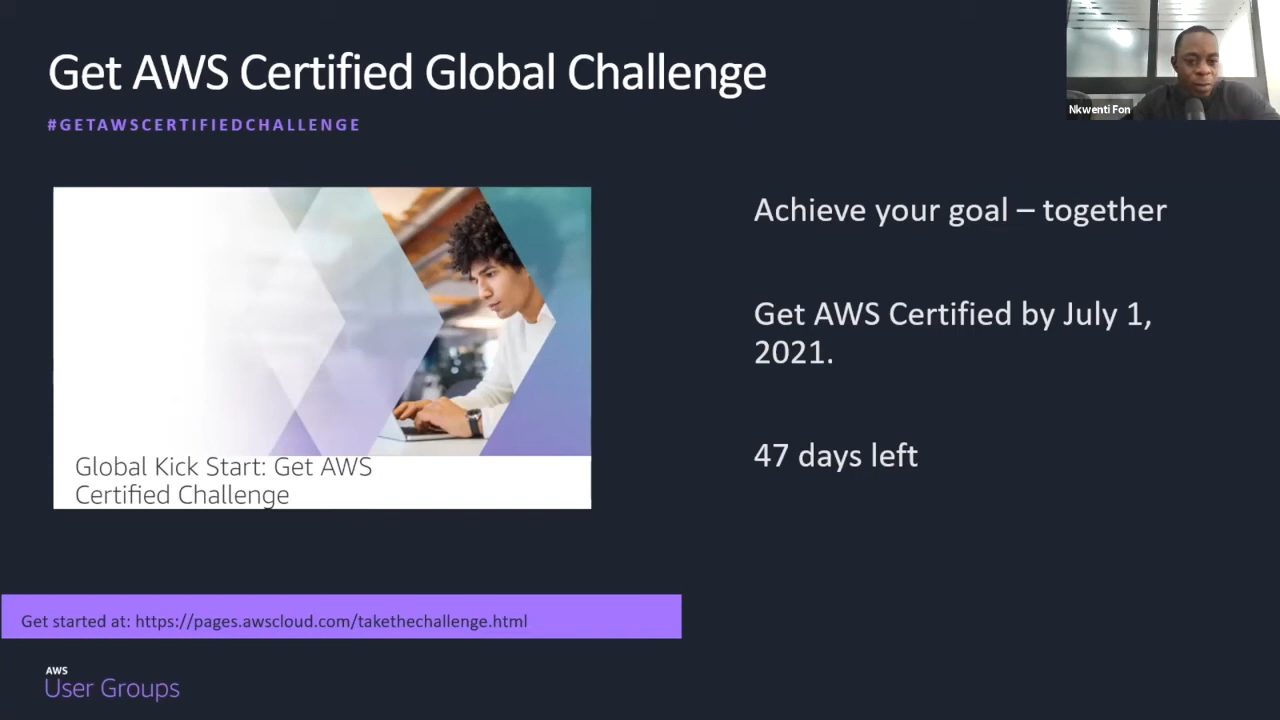 Get AWS Certified Global Challenge
#GETAWSCERTIFIEDCHALLENGE
Nkwenti Fon
Achieve your goal – together
Get AWS Certified by July 1,
2021.
47 days left
Global Kick Start: Get AWS
Certified Challenge
Get started at: https://pages.awscloud.com/takethechallenge.html
AWS
User Groups